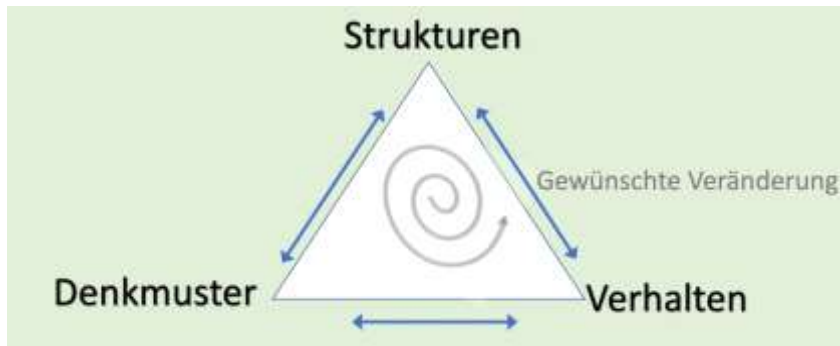 Strukturen
Gewünschte Veränderung
Denkmuster
Verhalten